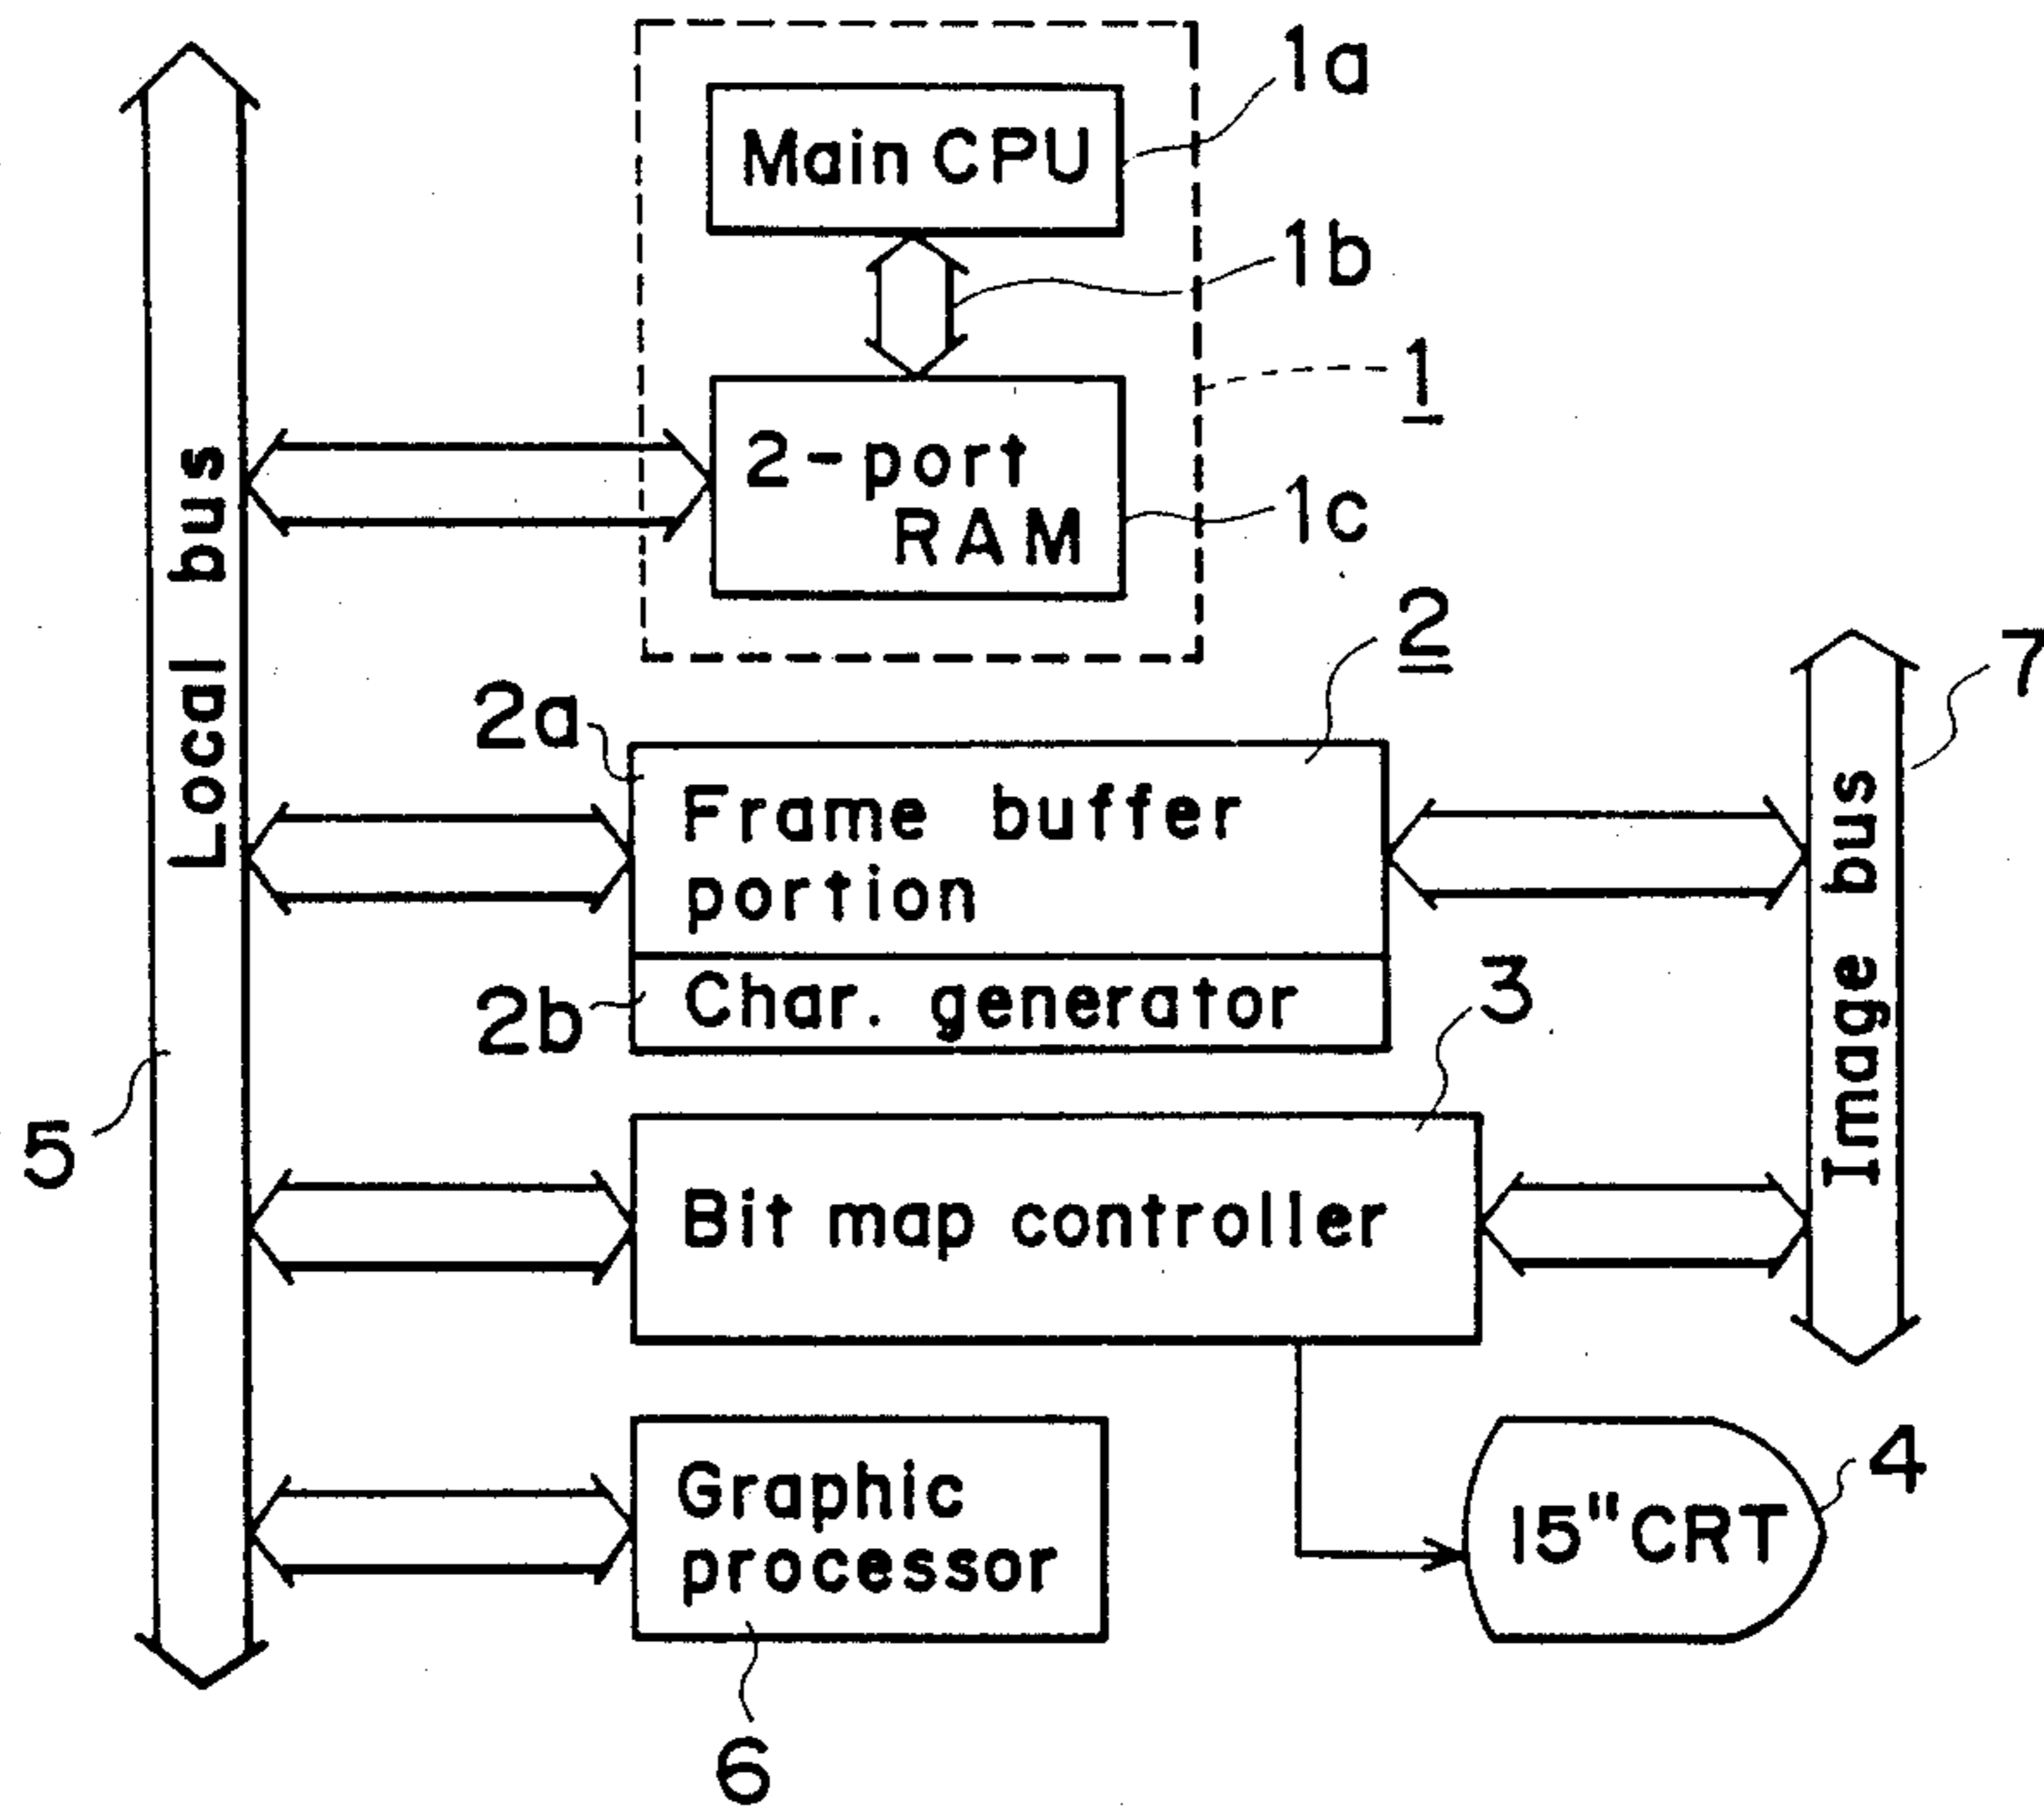 1a
Main CPU
1b
1
2-port
RAM
1c
Local bus
2
7
2a
Frame buffer
portion
2b
Char. generator
3
Image bus
5
Bit map controller
Graphic
processor
4
15"CRT
6